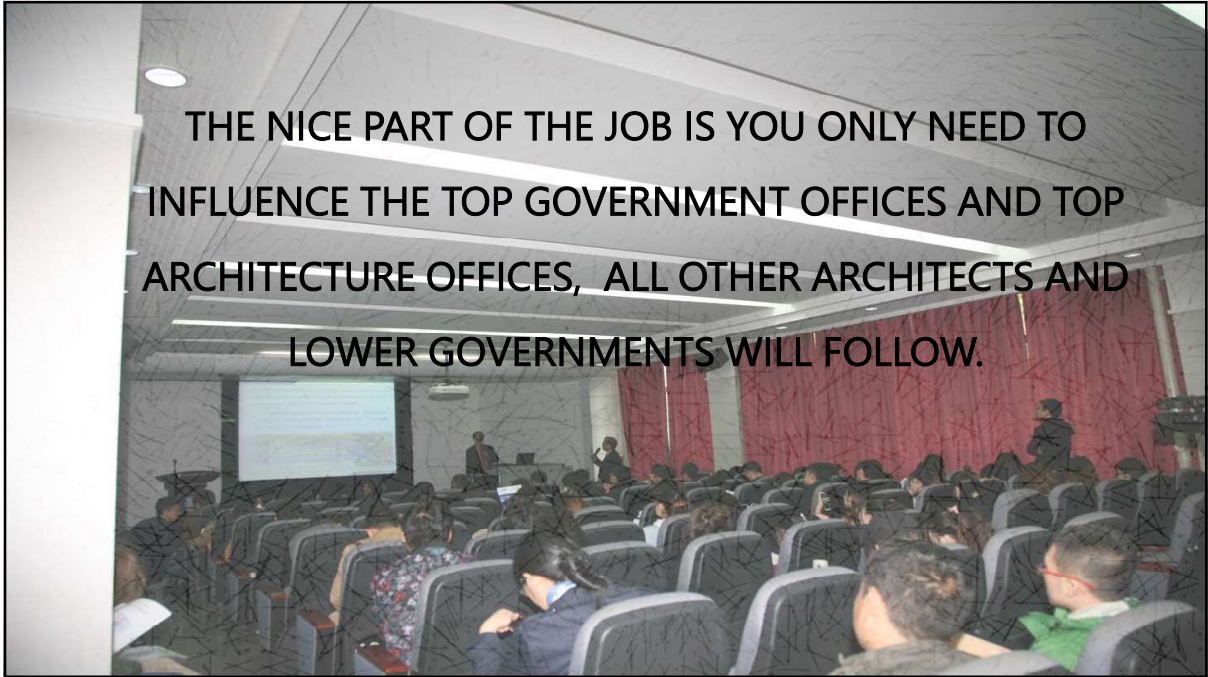 THE NICE PART OF THE JOB IS YOU ONLY NEED TO
INFLUENCE THE TOP GOVERNMENT OFFICES AND TOP
ARCHITECTURE OFFICES,  ALL OTHER ARCHITECTS AND
LOWER GOVERNMENTS WILL FOLLOW.